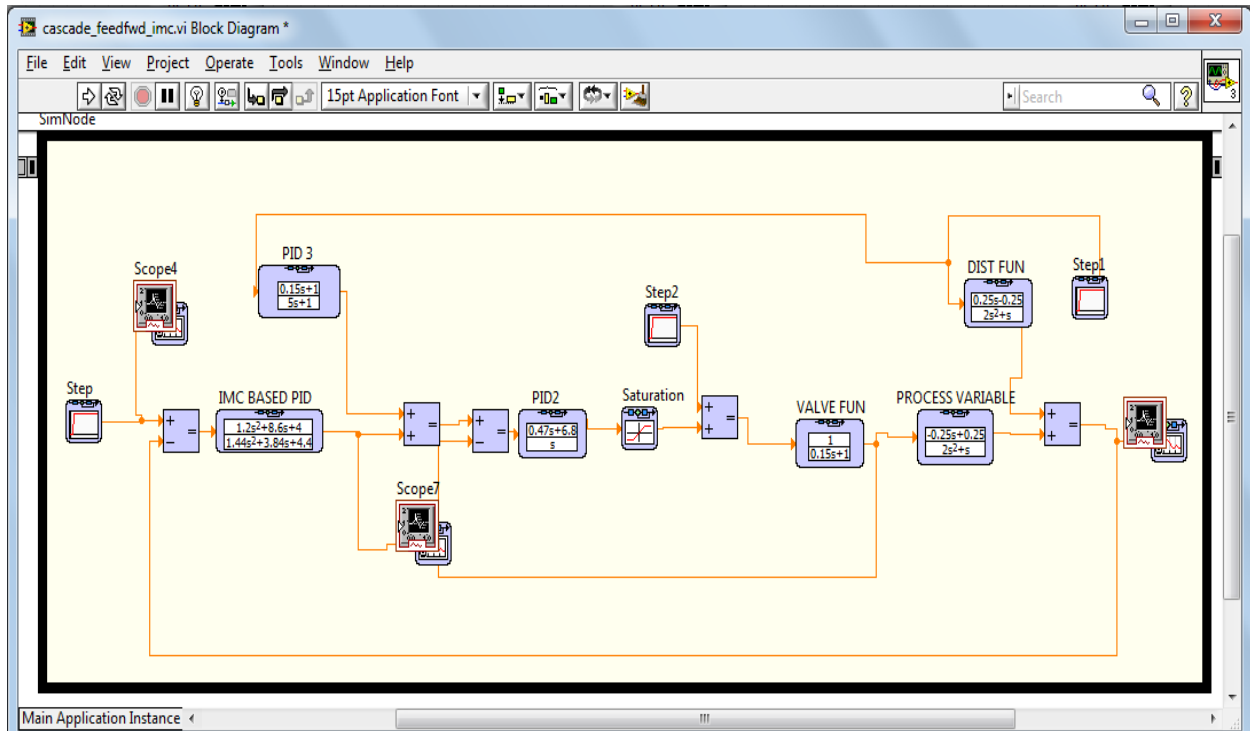 cascade_feedfwd_imc.vi Block Diagram *
File Edit View Project Operate Tools Window Help
15pt Application Font
Search
3
SimNode
PID 3
0.15s+1
5s+1
Scope4
Step2
DIST FUN
0.25s-0.25
2s²+s
Step1
Step
IMC BASED PID
1.2s²+8.6s+4
1.44s²+3.84s+4.4
PID2
0.47s+6.8
s
Saturation
VALVE FUN
1
0.15s+1
PROCESS VARIABLE
-0.25s+0.25
2s²+s
+ − =
+ + =
+ − =
+ + =
+ + =
Scope7
Main Application Instance